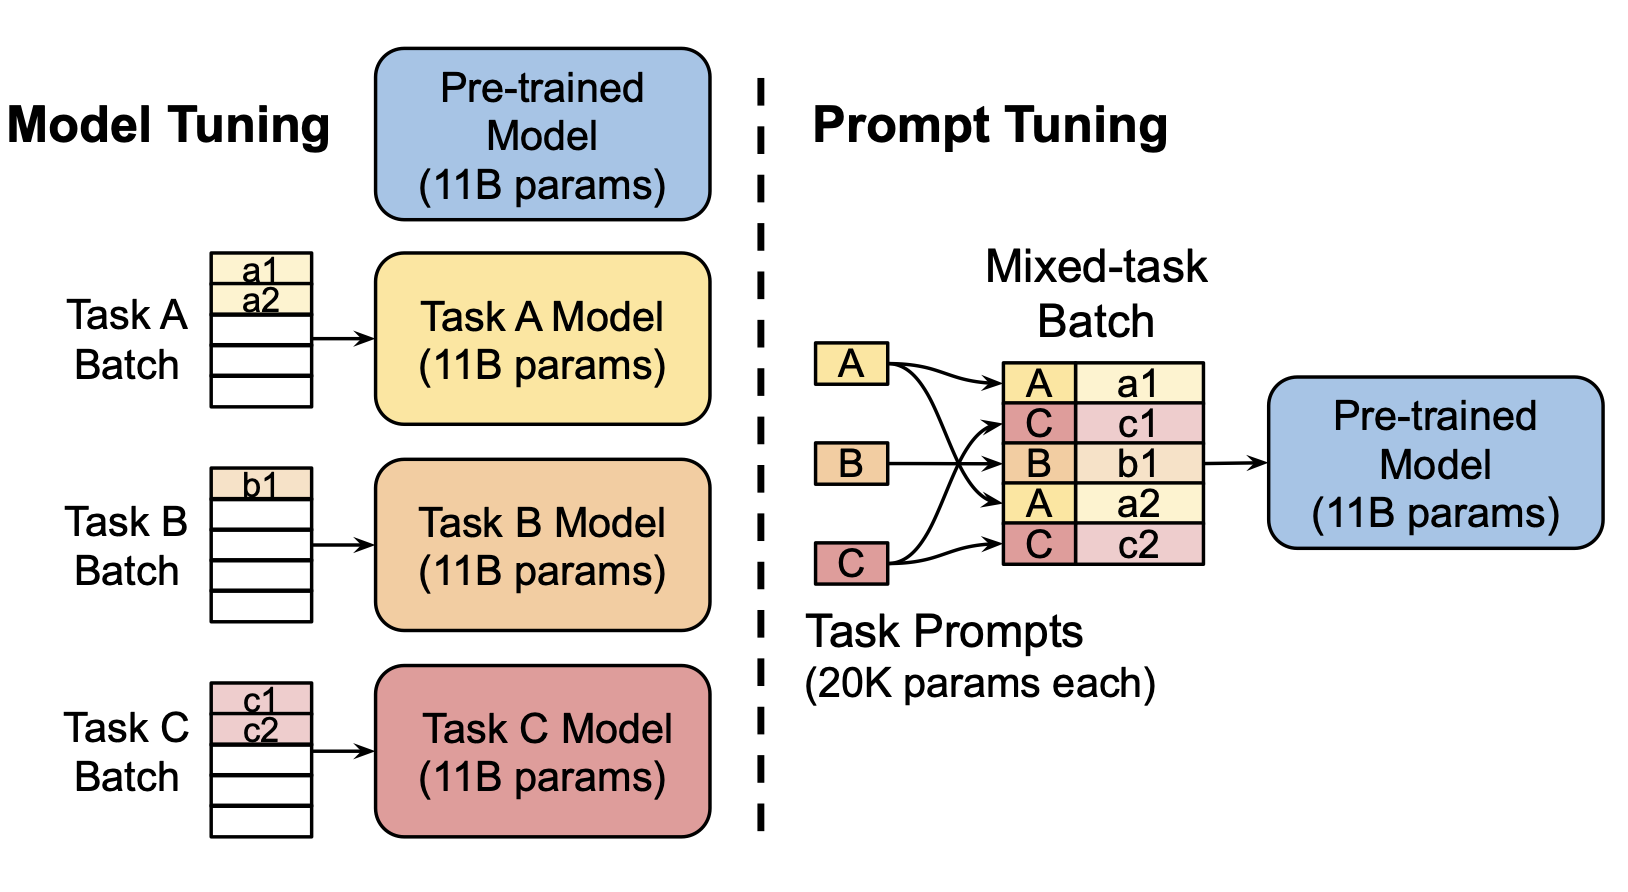 Model Tuning
Pre-trained
Model
(11B params)
Task A
Batch
a1
a2
Task A Model
(11B params)
Task B
Batch
b1
Task B Model
(11B params)
Task C
Batch
c1
c2
Task C Model
(11B params)
Prompt Tuning
Mixed-task
Batch
A
B
C
A a1
C c1
B b1
A a2
C c2
Task Prompts
(20K params each)
Pre-trained
Model
(11B params)